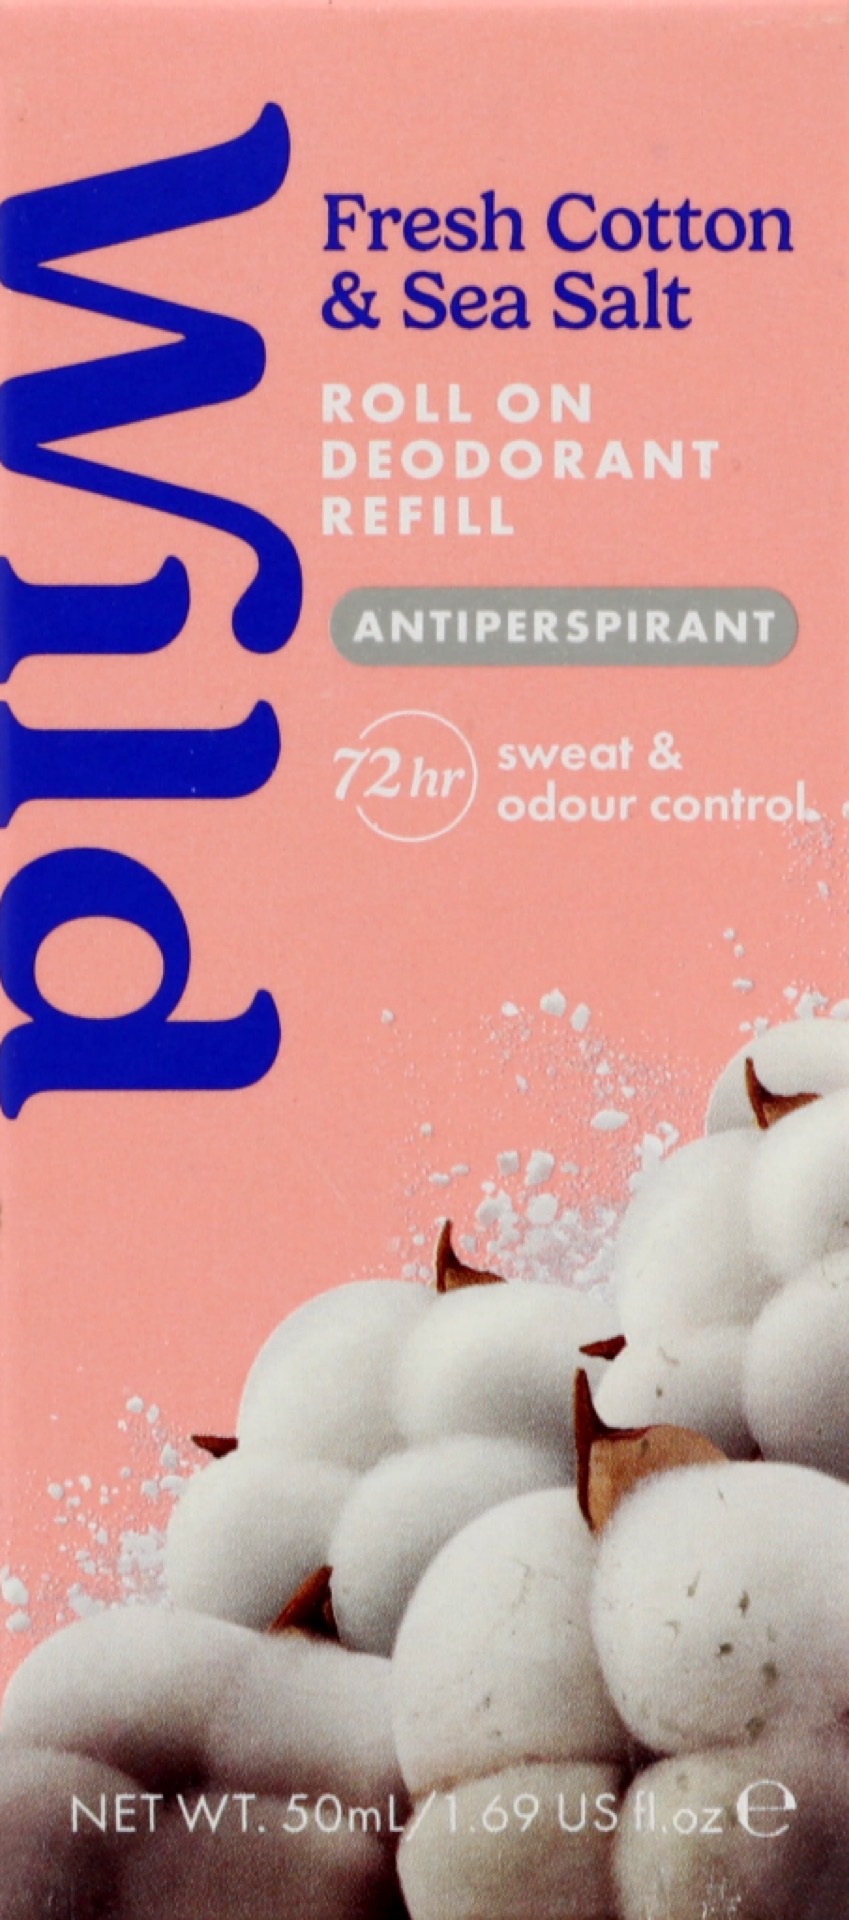 Wild
Fresh Cotton
& Sea Salt
ROLL ON
DEODORANT
REFILL
ANTIPERSPIRANT
72hr
sweat &
odour control.
NET WT. 50mL/1.69 US fl.oz ℮